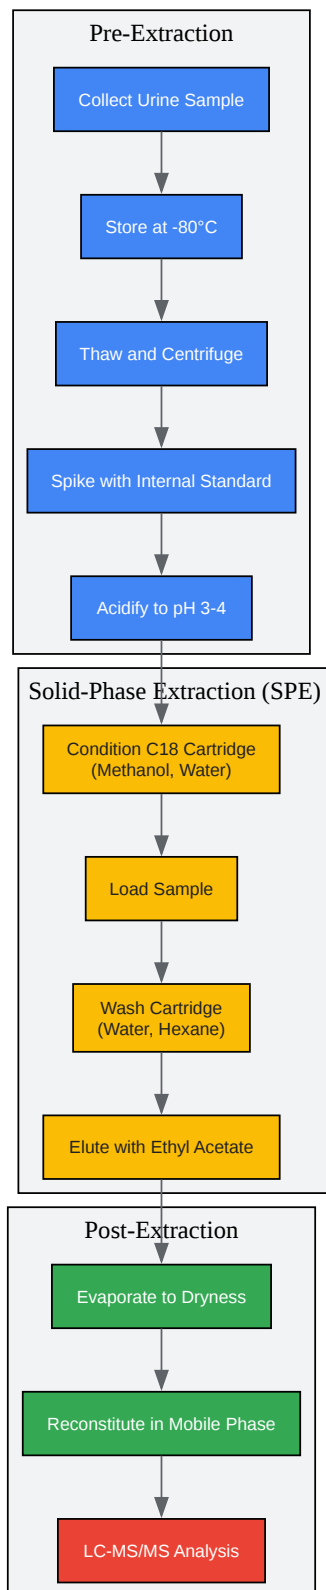 Pre-Extraction
Collect Urine Sample
Store at -80°C
Thaw and Centrifuge
Spike with Internal Standard
Acidify to pH 3-4
Solid-Phase Extraction (SPE)
Condition C18 Cartridge
(Methanol, Water)
Load Sample
Wash Cartridge
(Water, Hexane)
Elute with Ethyl Acetate
Post-Extraction
Evaporate to Dryness
Reconstitute in Mobile Phase
LC-MS/MS Analysis